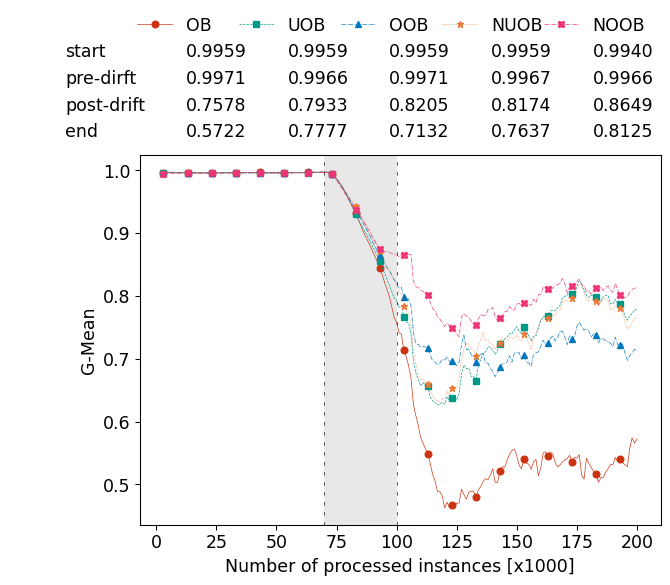 OB UOB OOB NUOB NOOB
start 0.9959 0.9959 0.9959 0.9959 0.9940
pre-dirft 0.9971 0.9966 0.9971 0.9967 0.9966
post-drift 0.7578 0.7933 0.8205 0.8174 0.8649
end 0.5722 0.7777 0.7132 0.7637 0.8125
1.0
0.9
0.8
0.7
0.6
0.5
G-Mean
0 25 50 75 100 125 150 175 200
Number of processed instances [x1000]